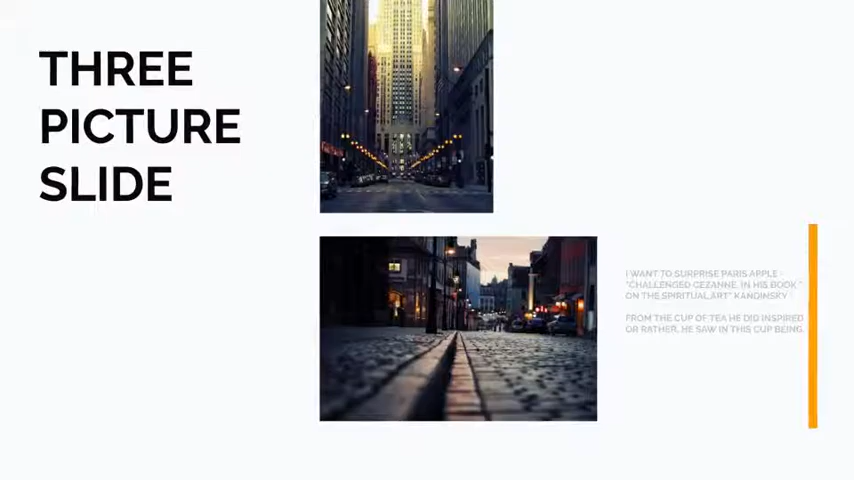 THREE
PICTURE
SLIDE
I WANT TO SURPRISE PARIS APPLE -
"CHALLENGED CEZANNE, IN HIS BOOK "
ON THE SPIRITUAL ART" KANDINSKY
FROM THE CUP OF TEA HE DID INSPIRED
OR RATHER, HE SAW IN THIS CUP BEING